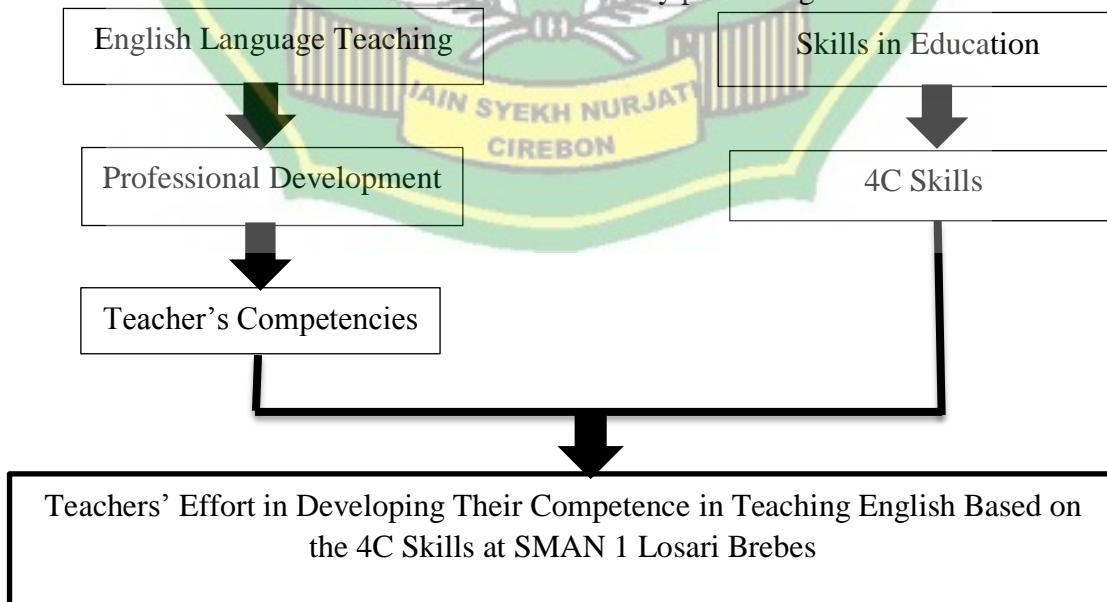 English Language Teaching
Skills in Education
IAIN SYEKH NURJATI
CIREBON
Professional Development
4C Skills
Teacher’s Competencies
Teachers’ Effort in Developing Their Competence in Teaching English Based on
the 4C Skills at SMAN 1 Losari Brebes